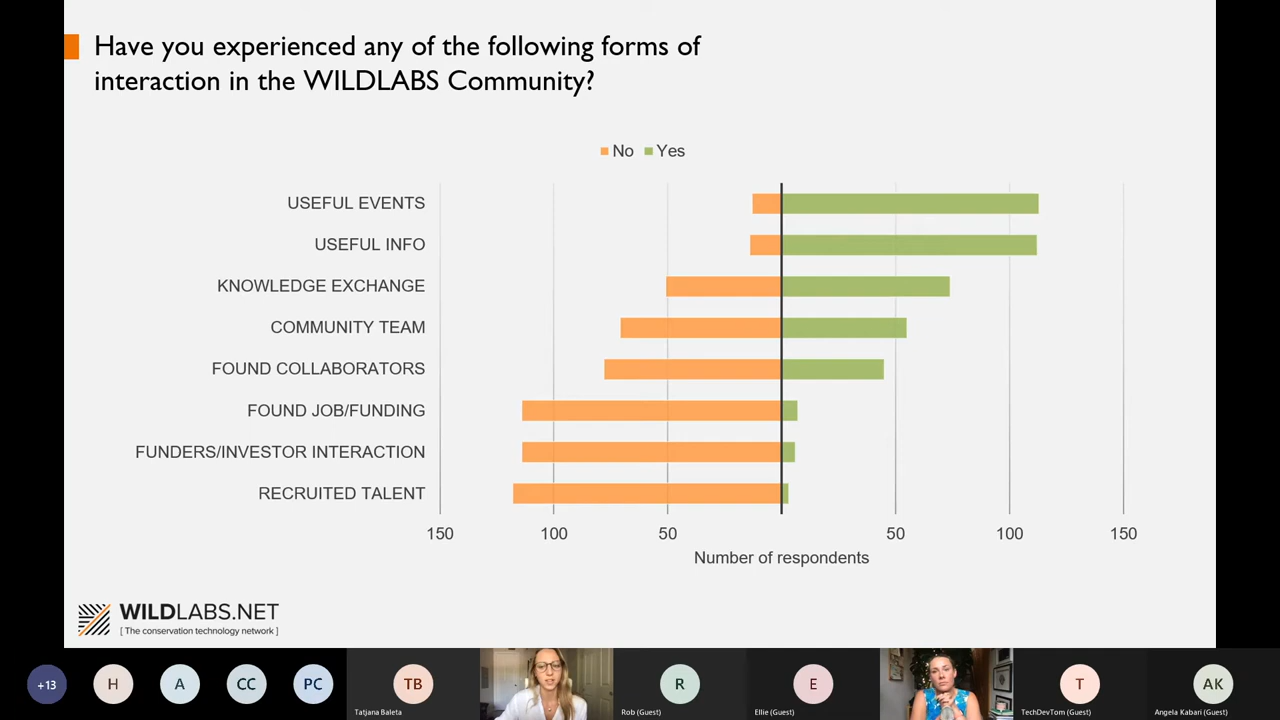 Have you experienced any of the following forms of
interaction in the WILDLABS Community?
No Yes
USEFUL EVENTS
USEFUL INFO
KNOWLEDGE EXCHANGE
COMMUNITY TEAM
FOUND COLLABORATORS
FOUND JOB/FUNDING
FUNDERS/INVESTOR INTERACTION
RECRUITED TALENT
150 100 50 50 100 150
Number of respondents
WILDLABS.NET
[ The conservation technology network ]
+13 H A CC PC TB R E T AK
Tatjana Baleta Rob (Guest) Ellie (Guest) TechDevTom (Guest) Angela Kabari (Guest)